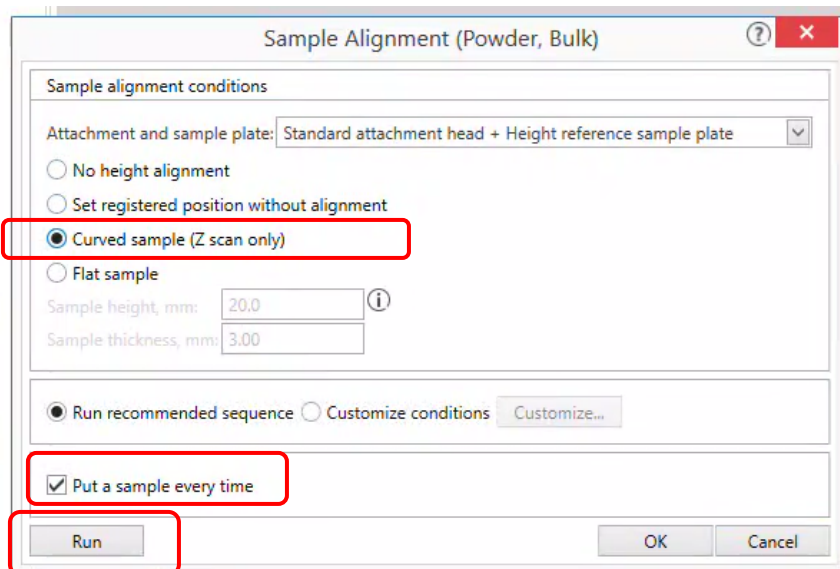 Sample Alignment (Powder, Bulk)
Sample alignment conditions
Attachment and sample plate: Standard attachment head + Height reference sample plate
No height alignment
Set registered position without alignment
Curved sample (Z scan only)
Flat sample
Sample height, mm: 20.0
Sample thickness, mm: 3.00
Run recommended sequence Customize conditions Customize...
Put a sample every time
Run OK Cancel